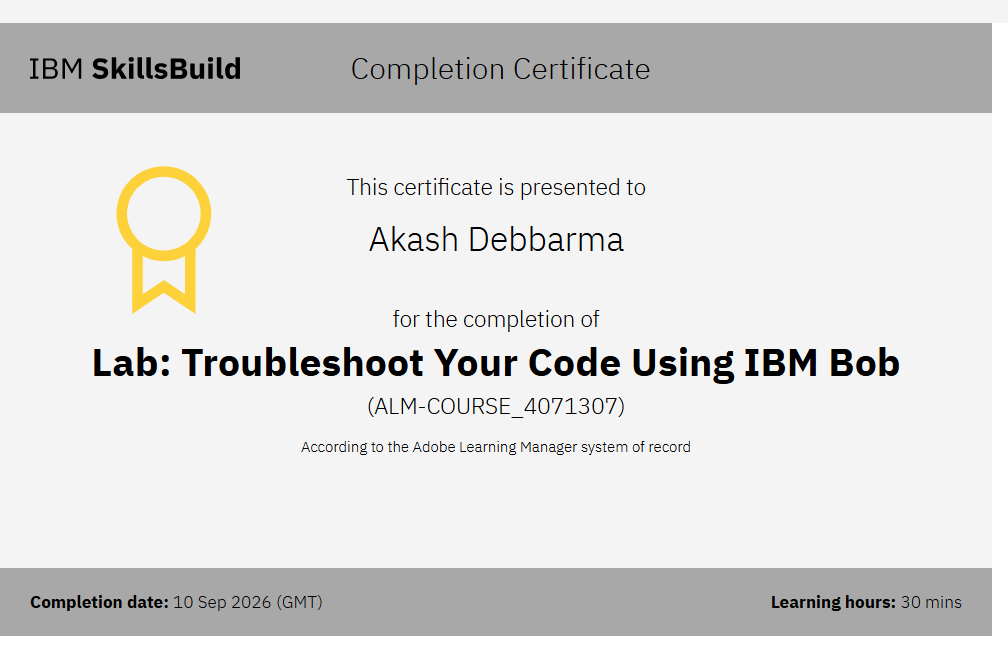 IBM SkillsBuild
Completion Certificate
This certificate is presented to
Akash Debbarma
for the completion of
Lab: Troubleshoot Your Code Using IBM Bob
(ALM-COURSE_4071307)
According to the Adobe Learning Manager system of record
Completion date: 10 Sep 2026 (GMT)
Learning hours: 30 mins